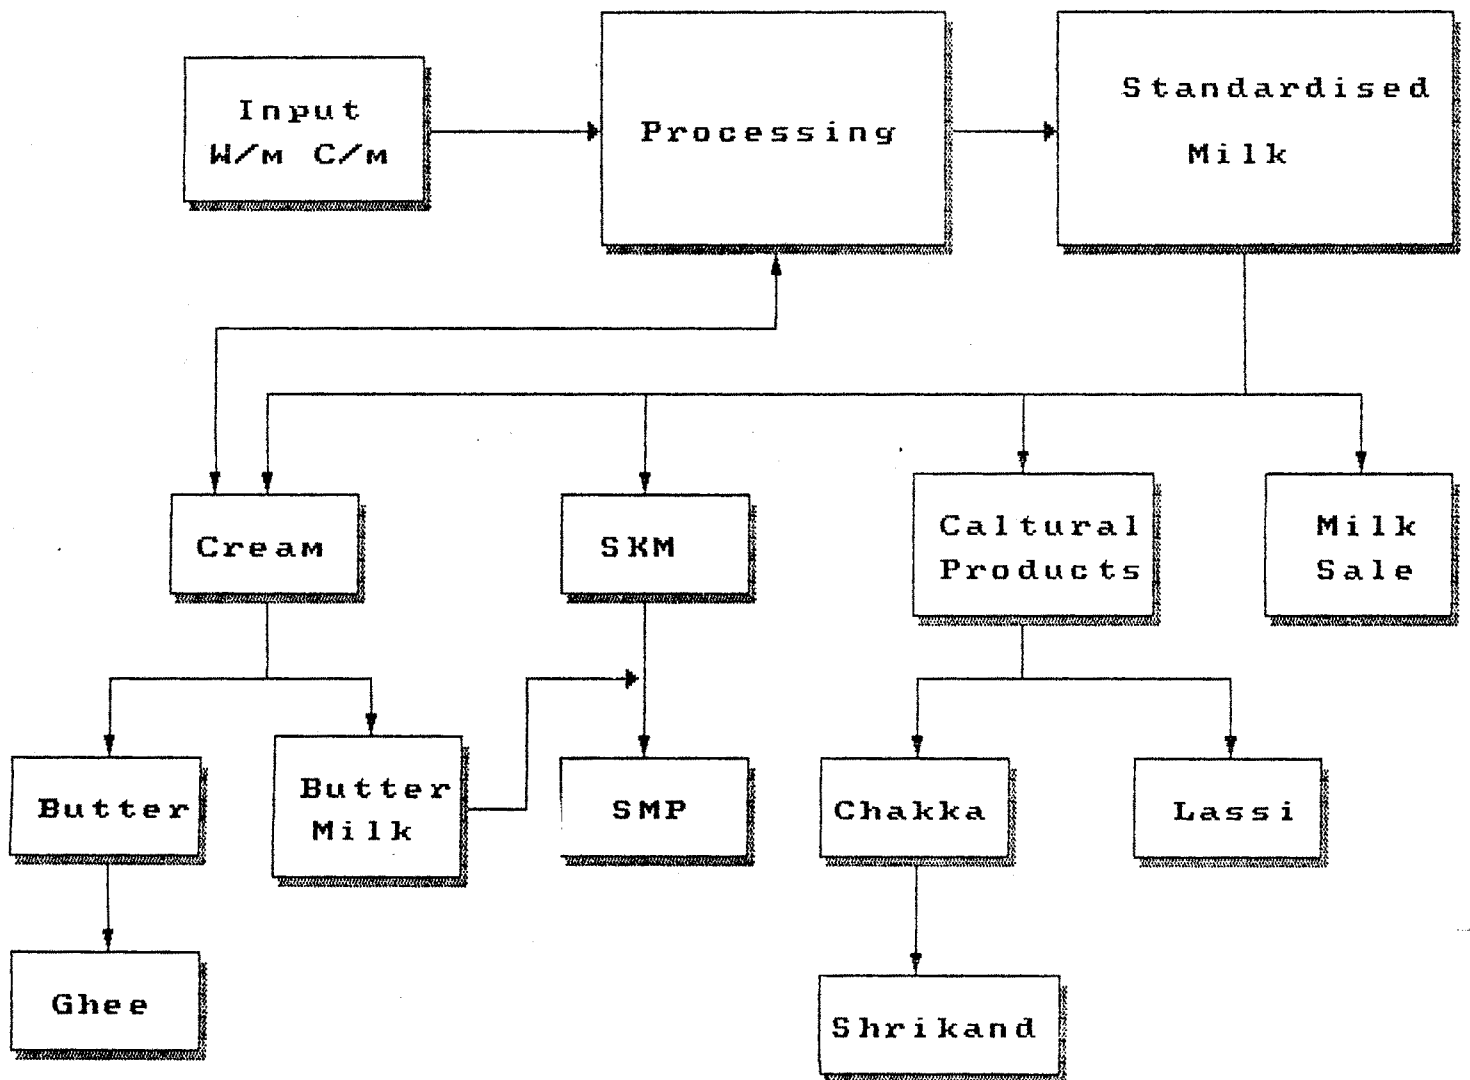 Input
W/m C/m
Processing
Standardised
Milk
Cream
SKM
Caltural
Products
Milk
Sale
Butter
Butter
Milk
SMP
Chakka
Lassi
Ghee
Shrikand